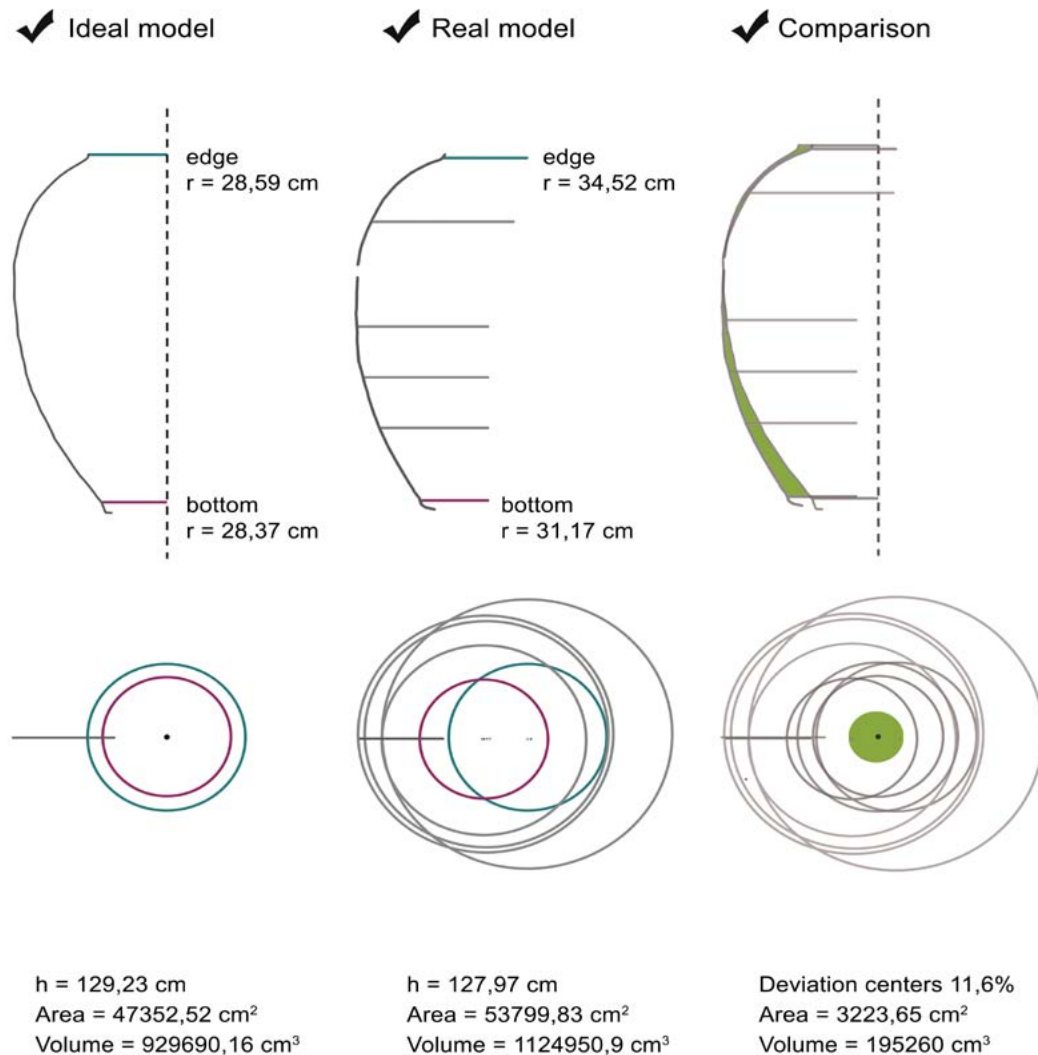 Ideal model
Real model
Comparison
edge
r = 28,59 cm
edge
r = 34,52 cm
bottom
r = 28,37 cm
bottom
r = 31,17 cm
h = 129,23 cm
Area = 47352,52 cm²
Volume = 929690,16 cm³
h = 127,97 cm
Area = 53799,83 cm²
Volume = 1124950,9 cm³
Deviation centers 11,6%
Area = 3223,65 cm²
Volume = 195260 cm³